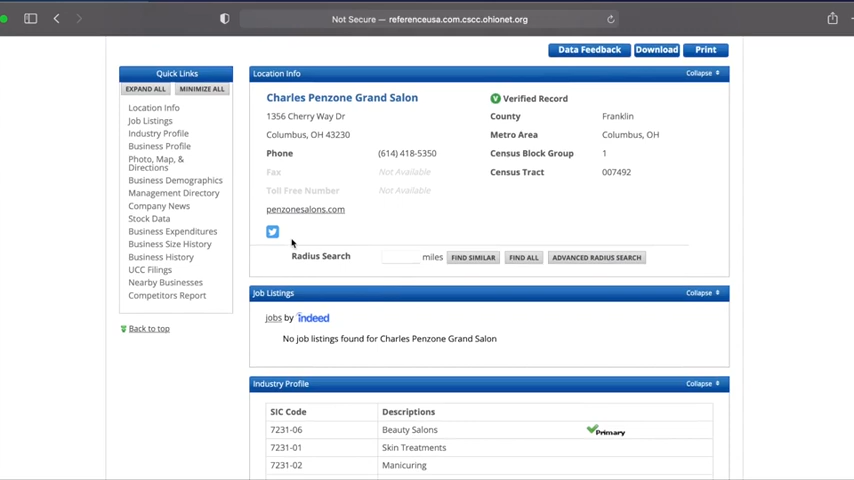 Not Secure — referenceusa.com.cscc.ohionet.org
Data Feedback Download Print
Quick Links
EXPAND ALL MINIMIZE ALL
Location Info
Job Listings
Industry Profile
Business Profile
Photo, Map, &
Directions
Business Demographics
Management Directory
Company News
Stock Data
Business Expenditures
Business Size History
Business History
UCC Filings
Nearby Businesses
Competitors Report
Back to top
Location Info Collapse
Charles Penzone Grand Salon
1356 Cherry Way Dr
Columbus, OH 43230
Phone (614) 418-5350
Fax Not Available
Toll Free Number Not Available
penzonesalons.com
Verified Record
County Franklin
Metro Area Columbus, OH
Census Block Group 1
Census Tract 007492
Radius Search miles FIND SIMILAR FIND ALL ADVANCED RADIUS SEARCH
Job Listings Collapse
jobs by indeed
No job listings found for Charles Penzone Grand Salon
Industry Profile Collapse
SIC Code Descriptions
7231-06 Beauty Salons Primary
7231-01 Skin Treatments
7231-02 Manicuring